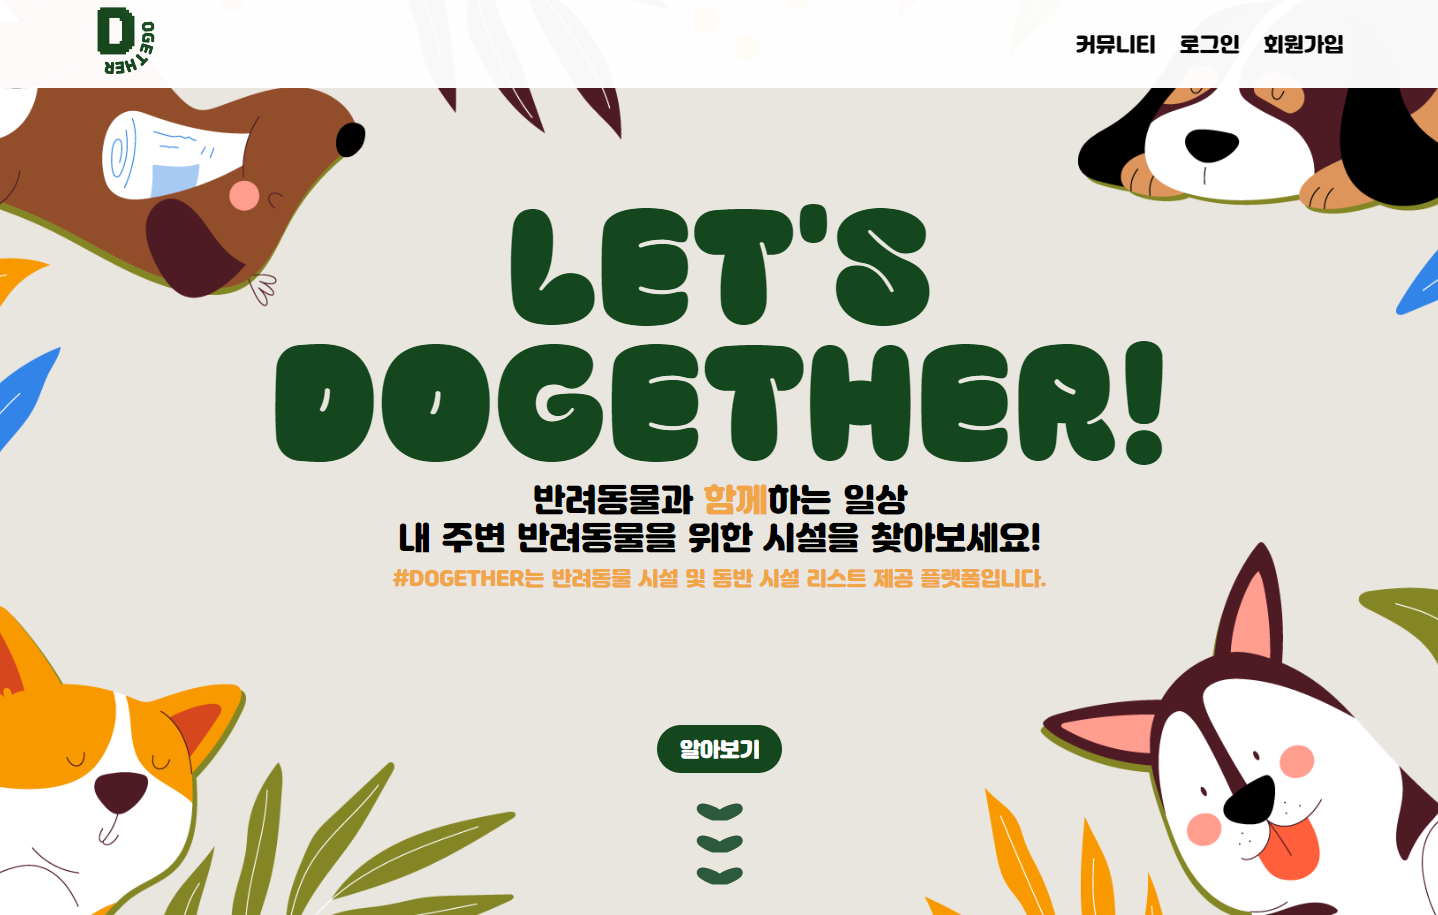 DOGETHER
커뮤니티 로그인 회원가입
LET'S
DOGETHER!
반려동물과 함께하는 일상
내 주변 반려동물을 위한 시설을 찾아보세요!
#DOGETHER는 반려동물 시설 및 동반 시설 리스트 제공 플랫폼입니다.
알아보기